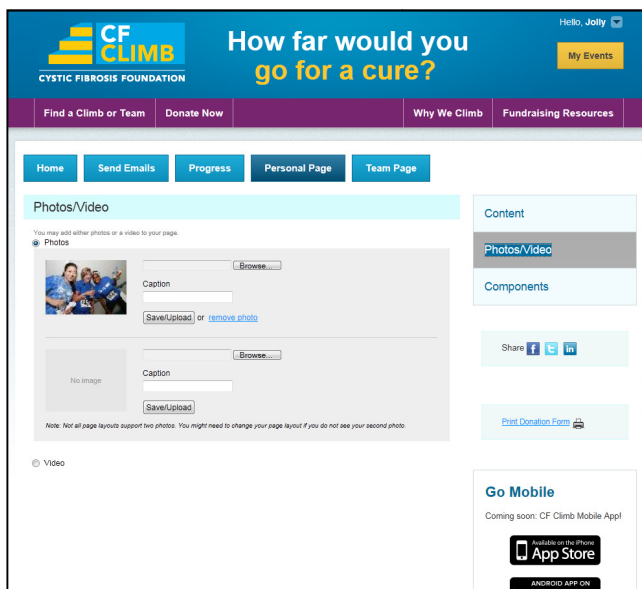 CF
CLIMB
CYSTIC FIBROSIS FOUNDATION
How far would you
go for a cure?
Hello, Jolly
My Events
Find a Climb or Team
Donate Now
Why We Climb
Fundraising Resources
Home
Send Emails
Progress
Personal Page
Team Page
Photos/Video
You may add either photos or a video to your page.
Photos
Browse...
Caption
Save/Upload or remove photo
Browse...
No image
Caption
Save/Upload
Note: Not all page layouts support two photos. You might need to change your page layout if you do not see your second photo.
Video
Content
Photos/Video
Components
Share f t in
Print Donation Form
Go Mobile
Coming soon: CF Climb Mobile App!
Available on the iPhone
App Store
ANDROID APP ON